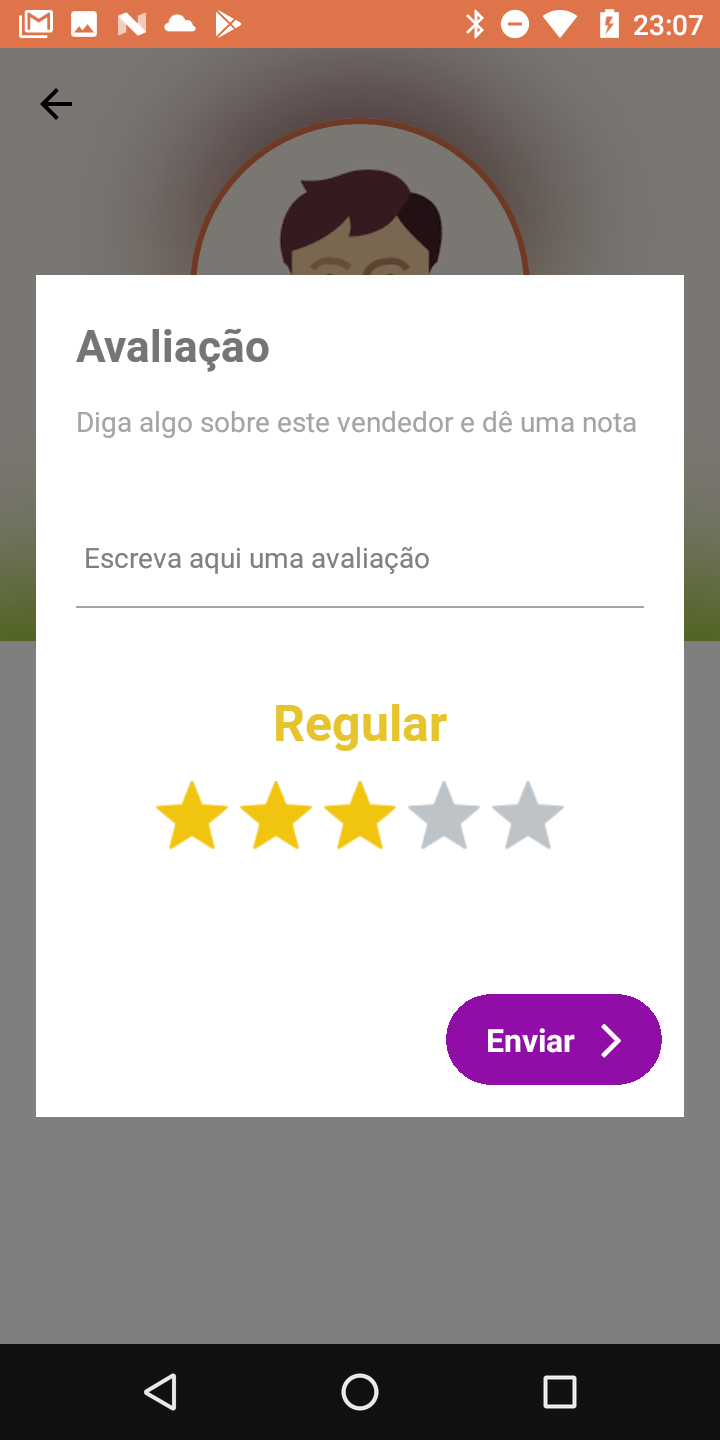 23:07
Avaliação
Diga algo sobre este vendedor e dê uma nota
Escreva aqui uma avaliação
Regular
Enviar